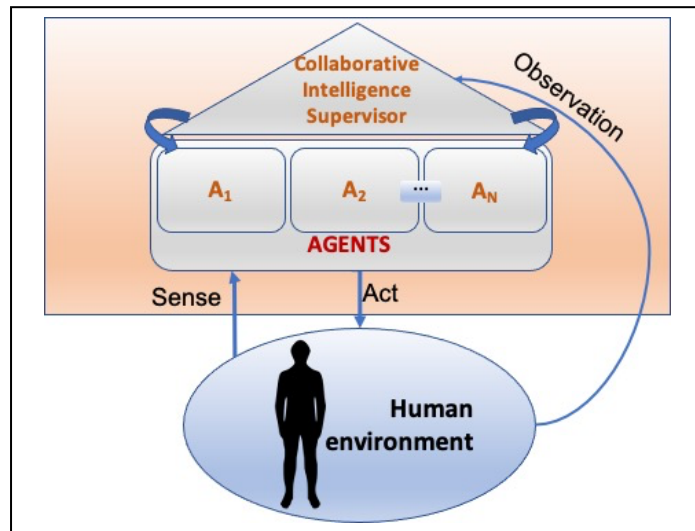 Collaborative
Intelligence
Supervisor
Observation
A1
A2
...
AN
AGENTS
Sense
Act
Human
environment